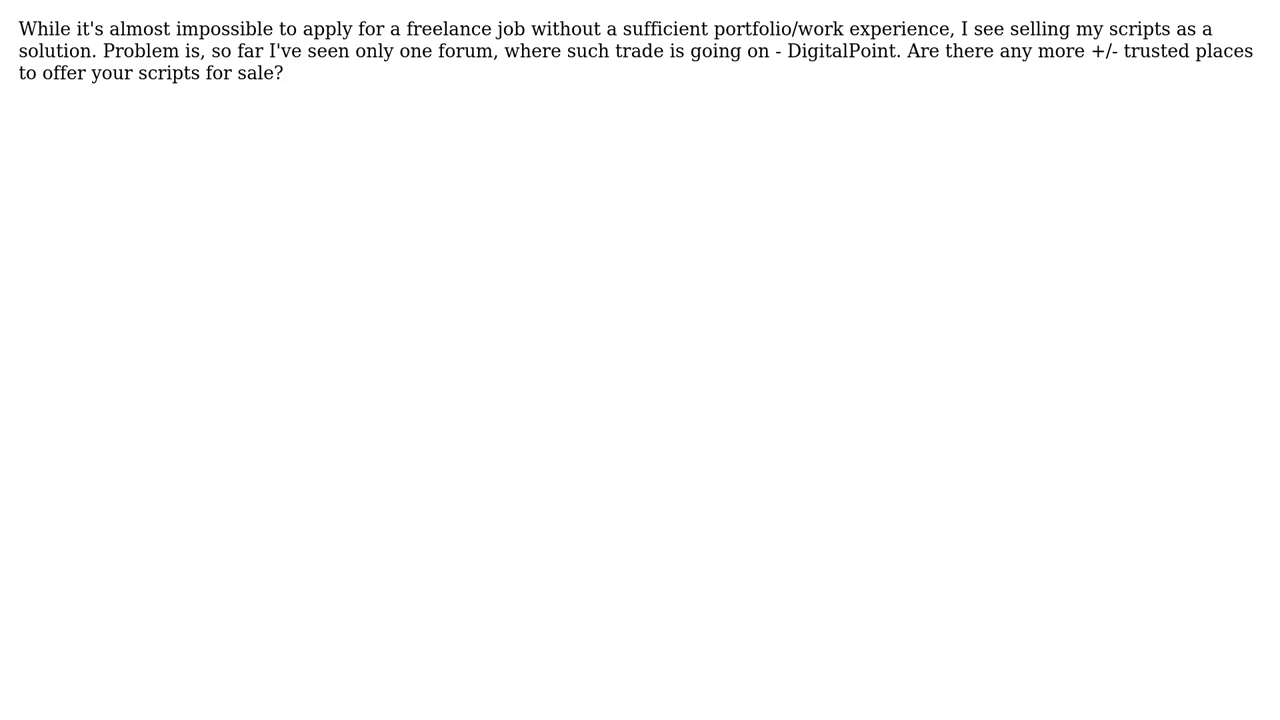 While it's almost impossible to apply for a freelance job without a sufficient portfolio/work experience, I see selling my scripts as a
solution. Problem is, so far I've seen only one forum, where such trade is going on - DigitalPoint. Are there any more +/- trusted places
to offer your scripts for sale?